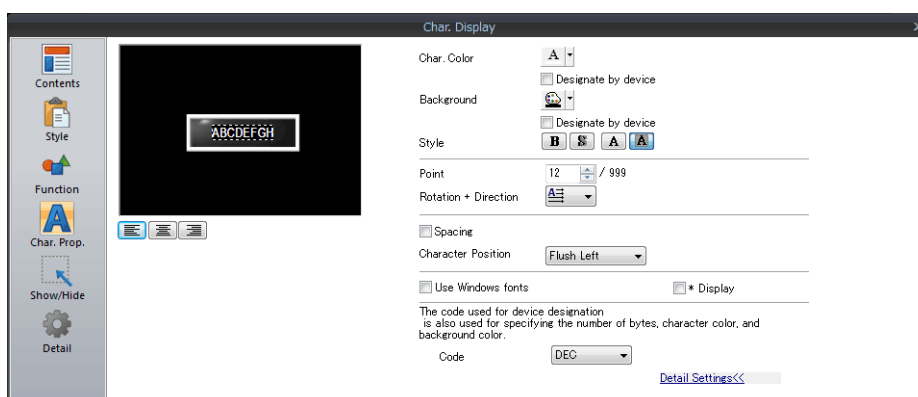 Char. Display
Contents
Style
Function
Char. Prop.
Show/Hide
Detail
ABCDEFGH
Char. Color
A
Designate by device
Background
Designate by device
Style
B S A A
Point
12 / 999
Rotation + Direction
A
Spacing
Character Position
Flush Left
Use Windows fonts
* Display
The code used for device designation
is also used for specifying the number of bytes, character color, and
background color.
Code
DEC
Detail Settings<<